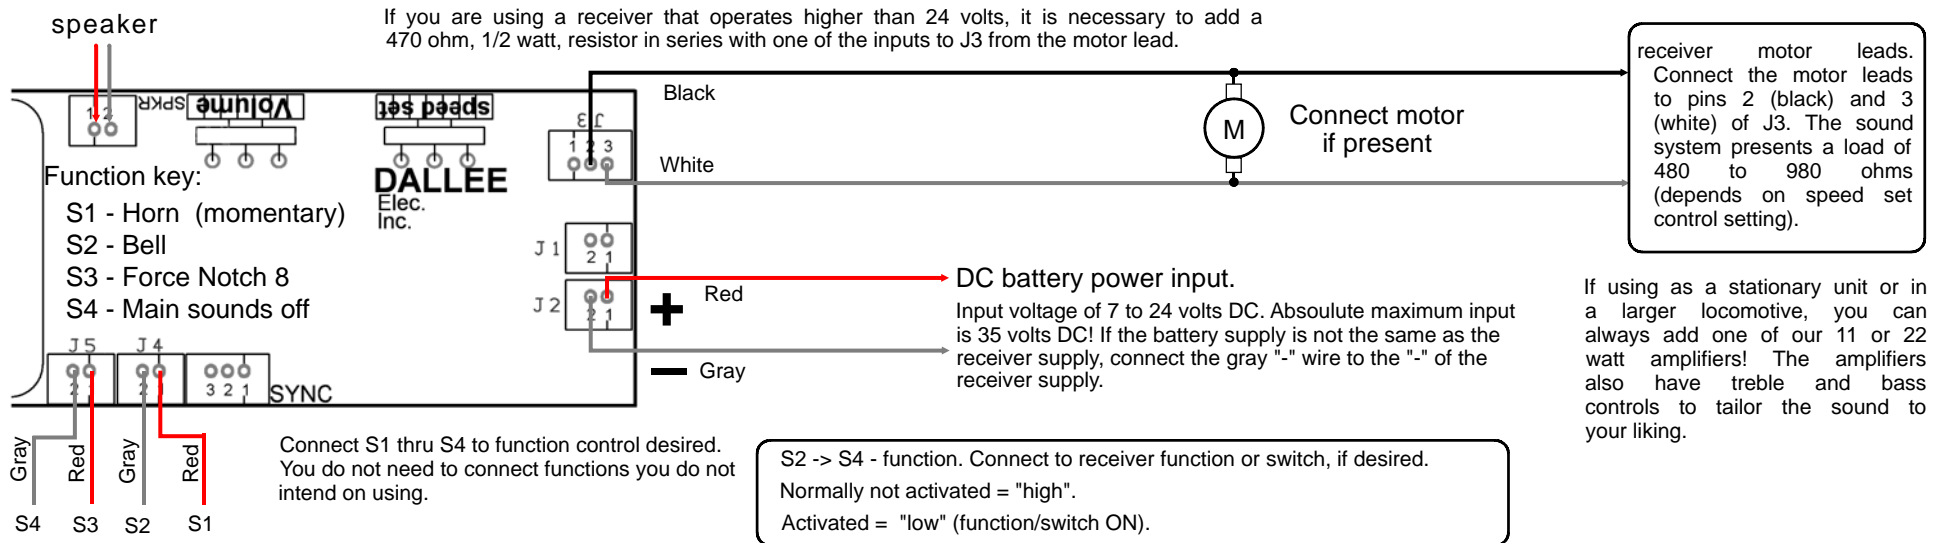 speaker
If you are using a receiver that operates higher than 24 volts, it is necessary to add a
470 ohm, 1/2 watt, resistor in series with one of the inputs to J3 from the motor lead.
receiver motor leads.
Connect the motor leads
to pins 2 (black) and 3
(white) of J3. The sound
system presents a load of
480 to 980 ohms
(depends on speed set
control setting).
1 2
SPKR
Volume
speed set
J3
1 2 3
Black
White
M
Connect motor
if present
Function key:
S1 - Horn (momentary)
S2 - Bell
S3 - Force Notch 8
S4 - Main sounds off
DALLEE
Elec.
Inc.
J 1
2 1
J 2
2 1
+
Red
− Gray
DC battery power input.
Input voltage of 7 to 24 volts DC. Absoulute maximum input
is 35 volts DC! If the battery supply is not the same as the
receiver supply, connect the gray "-" wire to the "-" of the
receiver supply.
If using as a stationary unit or in
a larger locomotive, you can
always add one of our 11 or 22
watt amplifiers! The amplifiers
also have treble and bass
controls to tailor the sound to
your liking.
J 5
2 1
J 4
2 1
3 2 1
SYNC
Gray
Red
Gray
Red
S4
S3
S2
S1
Connect S1 thru S4 to function control desired.
You do not need to connect functions you do not
intend on using.
S2 -> S4 - function. Connect to receiver function or switch, if desired.
Normally not activated = "high".
Activated = "low" (function/switch ON).